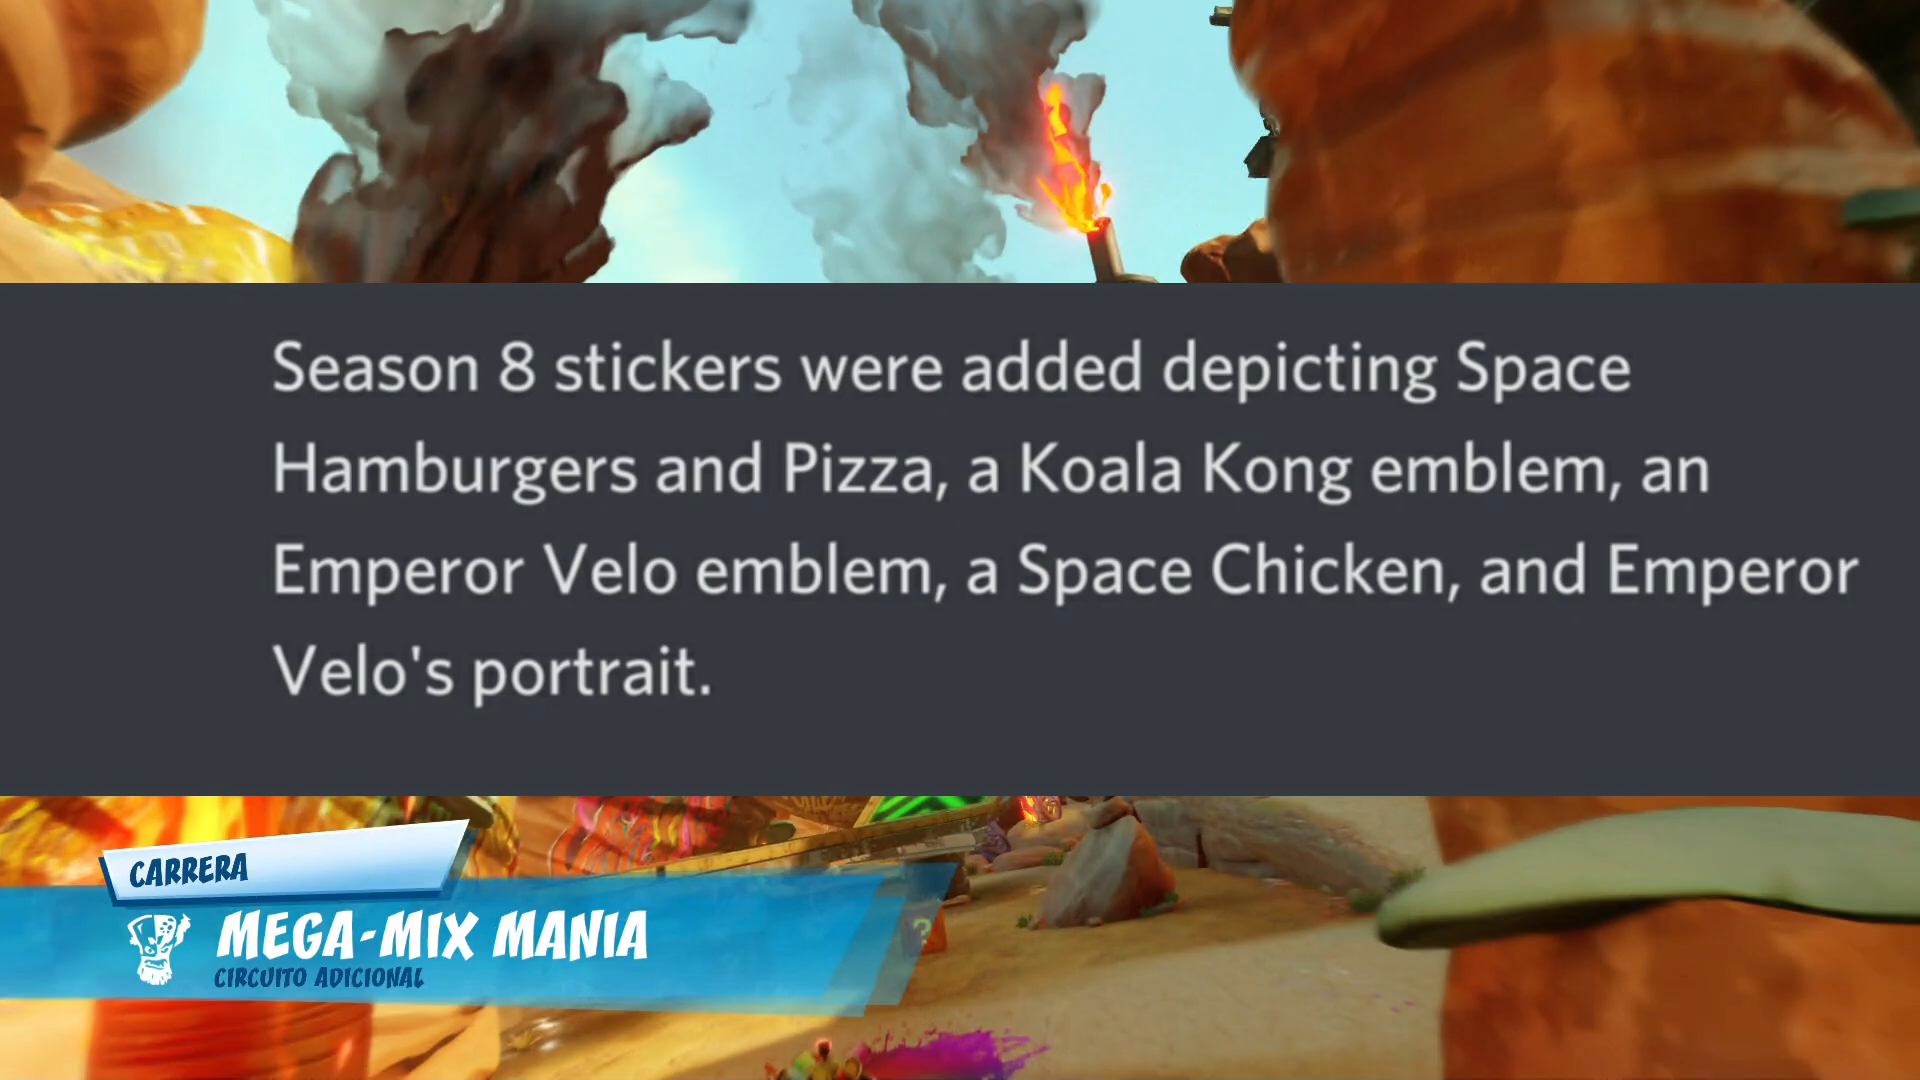 Season 8 stickers were added depicting Space
Hamburgers and Pizza, a Koala Kong emblem, an
Emperor Velo emblem, a Space Chicken, and Emperor
Velo's portrait.
CARRERA
MEGA-MIX MANIA
CIRCUITO ADICIONAL
?